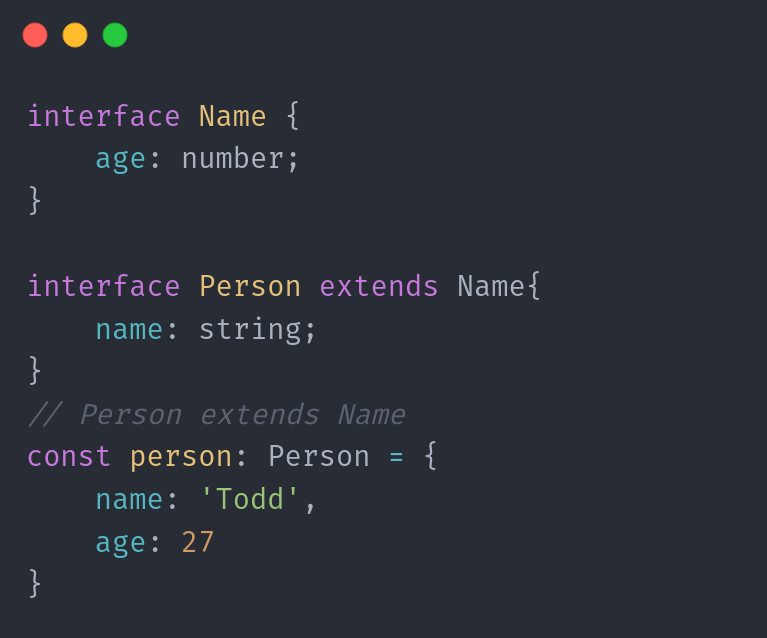 interface Name {
    age: number;
}

interface Person extends Name{
    name: string;
}
// Person extends Name
const person: Person = {
    name: 'Todd',
    age: 27
}